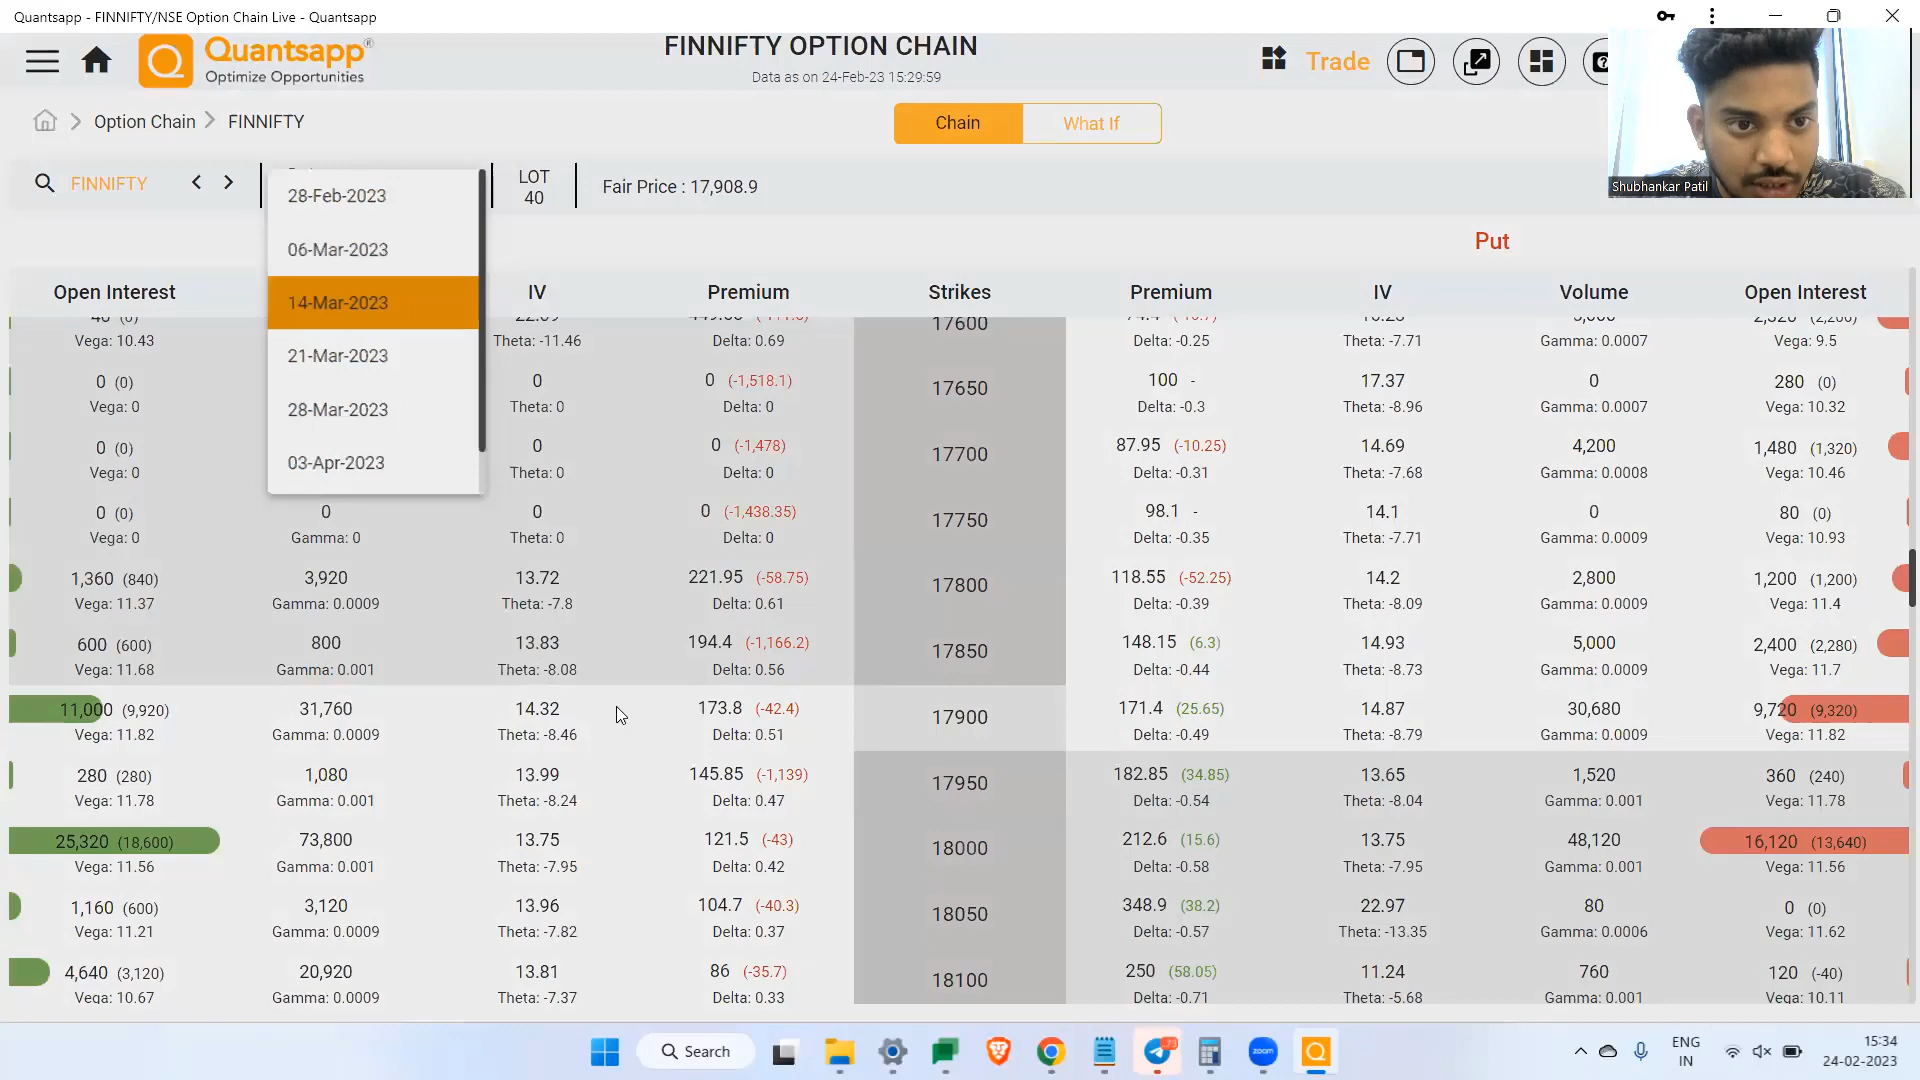 Quantsapp - FINNIFTY/NSE Option Chain Live - Quantsapp
Quantsapp®
Optimize Opportunities
FINNIFTY OPTION CHAIN
Data as on 24-Feb-23 15:29:59
Trade
Option Chain FINNIFTY
Chain What If
FINNIFTY
LOT
40
Fair Price : 17,908.9
Shubhankar Patil
28-Feb-2023
06-Mar-2023
14-Mar-2023
21-Mar-2023
28-Mar-2023
03-Apr-2023
Put
Open Interest IV Premium Strikes Premium IV Volume Open Interest
17600
Vega: 10.43 Theta: -11.46 Delta: 0.69 Delta: -0.25 Theta: -7.71 Gamma: 0.0007 Vega: 9.5
0 (0) 0 0 (-1,518.1) 17650 100 - 17.37 0 280 (0)
Vega: 0 Theta: 0 Delta: 0 Delta: -0.3 Theta: -8.96 Gamma: 0.0007 Vega: 10.32
0 (0) 0 0 (-1,478) 17700 87.95 (-10.25) 14.69 4,200 1,480 (1,320)
Vega: 0 Theta: 0 Delta: 0 Delta: -0.31 Theta: -7.68 Gamma: 0.0008 Vega: 10.46
0 (0) 0 0 0 (-1,438.35) 17750 98.1 - 14.1 0 80 (0)
Vega: 0 Gamma: 0 Theta: 0 Delta: 0 Delta: -0.35 Theta: -7.71 Gamma: 0.0009 Vega: 10.93
1,360 (840) 3,920 13.72 221.95 (-58.75) 17800 118.55 (-52.25) 14.2 2,800 1,200 (1,200)
Vega: 11.37 Gamma: 0.0009 Theta: -7.8 Delta: 0.61 Delta: -0.39 Theta: -8.09 Gamma: 0.0009 Vega: 11.4
600 (600) 800 13.83 194.4 (-1,166.2) 17850 148.15 (6.3) 14.93 5,000 2,400 (2,280)
Vega: 11.68 Gamma: 0.001 Theta: -8.08 Delta: 0.56 Delta: -0.44 Theta: -8.73 Gamma: 0.0009 Vega: 11.7
11,000 (9,920) 31,760 14.32 173.8 (-42.4) 17900 171.4 (25.65) 14.87 30,680 9,720 (9,320)
Vega: 11.82 Gamma: 0.0009 Theta: -8.46 Delta: 0.51 Delta: -0.49 Theta: -8.79 Gamma: 0.0009 Vega: 11.82
280 (280) 1,080 13.99 145.85 (-1,139) 17950 182.85 (34.85) 13.65 1,520 360 (240)
Vega: 11.78 Gamma: 0.001 Theta: -8.24 Delta: 0.47 Delta: -0.54 Theta: -8.04 Gamma: 0.001 Vega: 11.78
25,320 (18,600) 73,800 13.75 121.5 (-43) 18000 212.6 (15.6) 13.75 48,120 16,120 (13,640)
Vega: 11.56 Gamma: 0.001 Theta: -7.95 Delta: 0.42 Delta: -0.58 Theta: -7.95 Gamma: 0.001 Vega: 11.56
1,160 (600) 3,120 13.96 104.7 (-40.3) 18050 348.9 (38.2) 22.97 80 0 (0)
Vega: 11.21 Gamma: 0.0009 Theta: -7.82 Delta: 0.37 Delta: -0.57 Theta: -13.35 Gamma: 0.0006 Vega: 11.62
4,640 (3,120) 20,920 13.81 86 (-35.7) 18100 250 (58.05) 11.24 760 120 (-40)
Vega: 10.67 Gamma: 0.0009 Theta: -7.37 Delta: 0.33 Delta: -0.71 Theta: -5.68 Gamma: 0.001 Vega: 10.11
Search
zoom
ENG
IN
15:34
24-02-2023